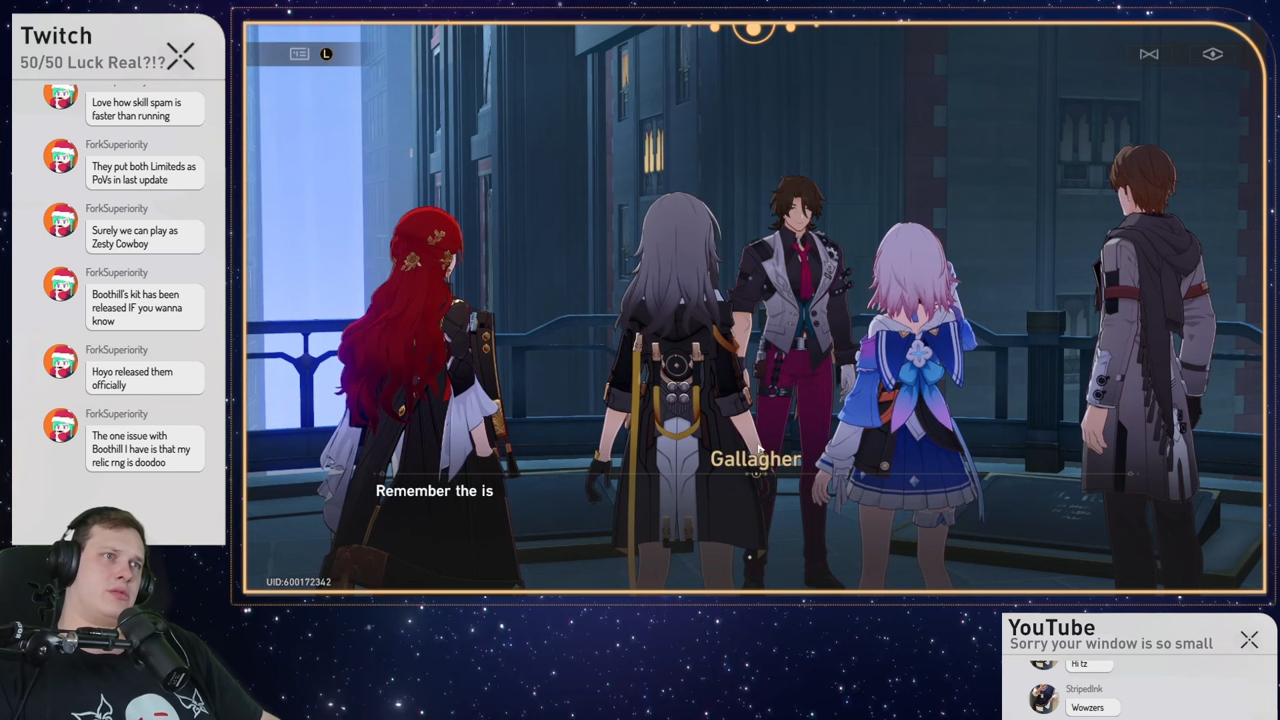 Twitch
50/50 Luck Real?!?
Love how skill spam is
faster than running
ForkSuperiority
They put both Limiteds as
PoVs in last update
ForkSuperiority
Surely we can play as
Zesty Cowboy
ForkSuperiority
Boothill's kit has been
released IF you wanna
know
ForkSuperiority
Hoyo released them
officially
ForkSuperiority
The one issue with
Boothill I have is that my
relic rng is doodoo
L
Gallagher
Remember the is
UID:600172342
YouTube
Sorry your window is so small
Hi tz
StripedInk
Wowzers